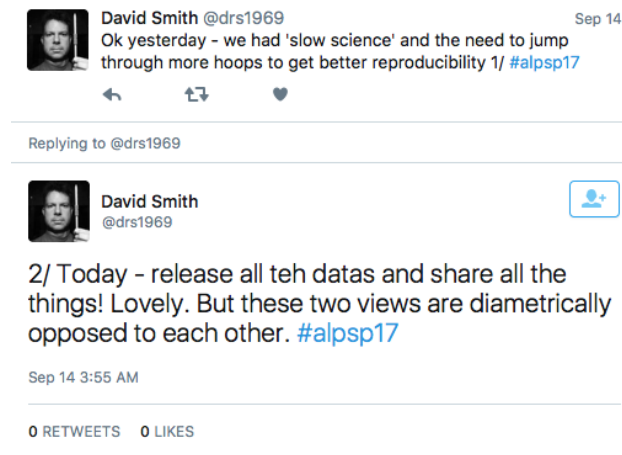 David Smith @drs1969 Sep 14
Ok yesterday - we had 'slow science' and the need to jump
through more hoops to get better reproducibility 1/ #alpsp17
Replying to @drs1969
David Smith
@drs1969
2/ Today - release all teh datas and share all the
things! Lovely. But these two views are diametrically
opposed to each other. #alpsp17
Sep 14 3:55 AM
0 RETWEETS 0 LIKES